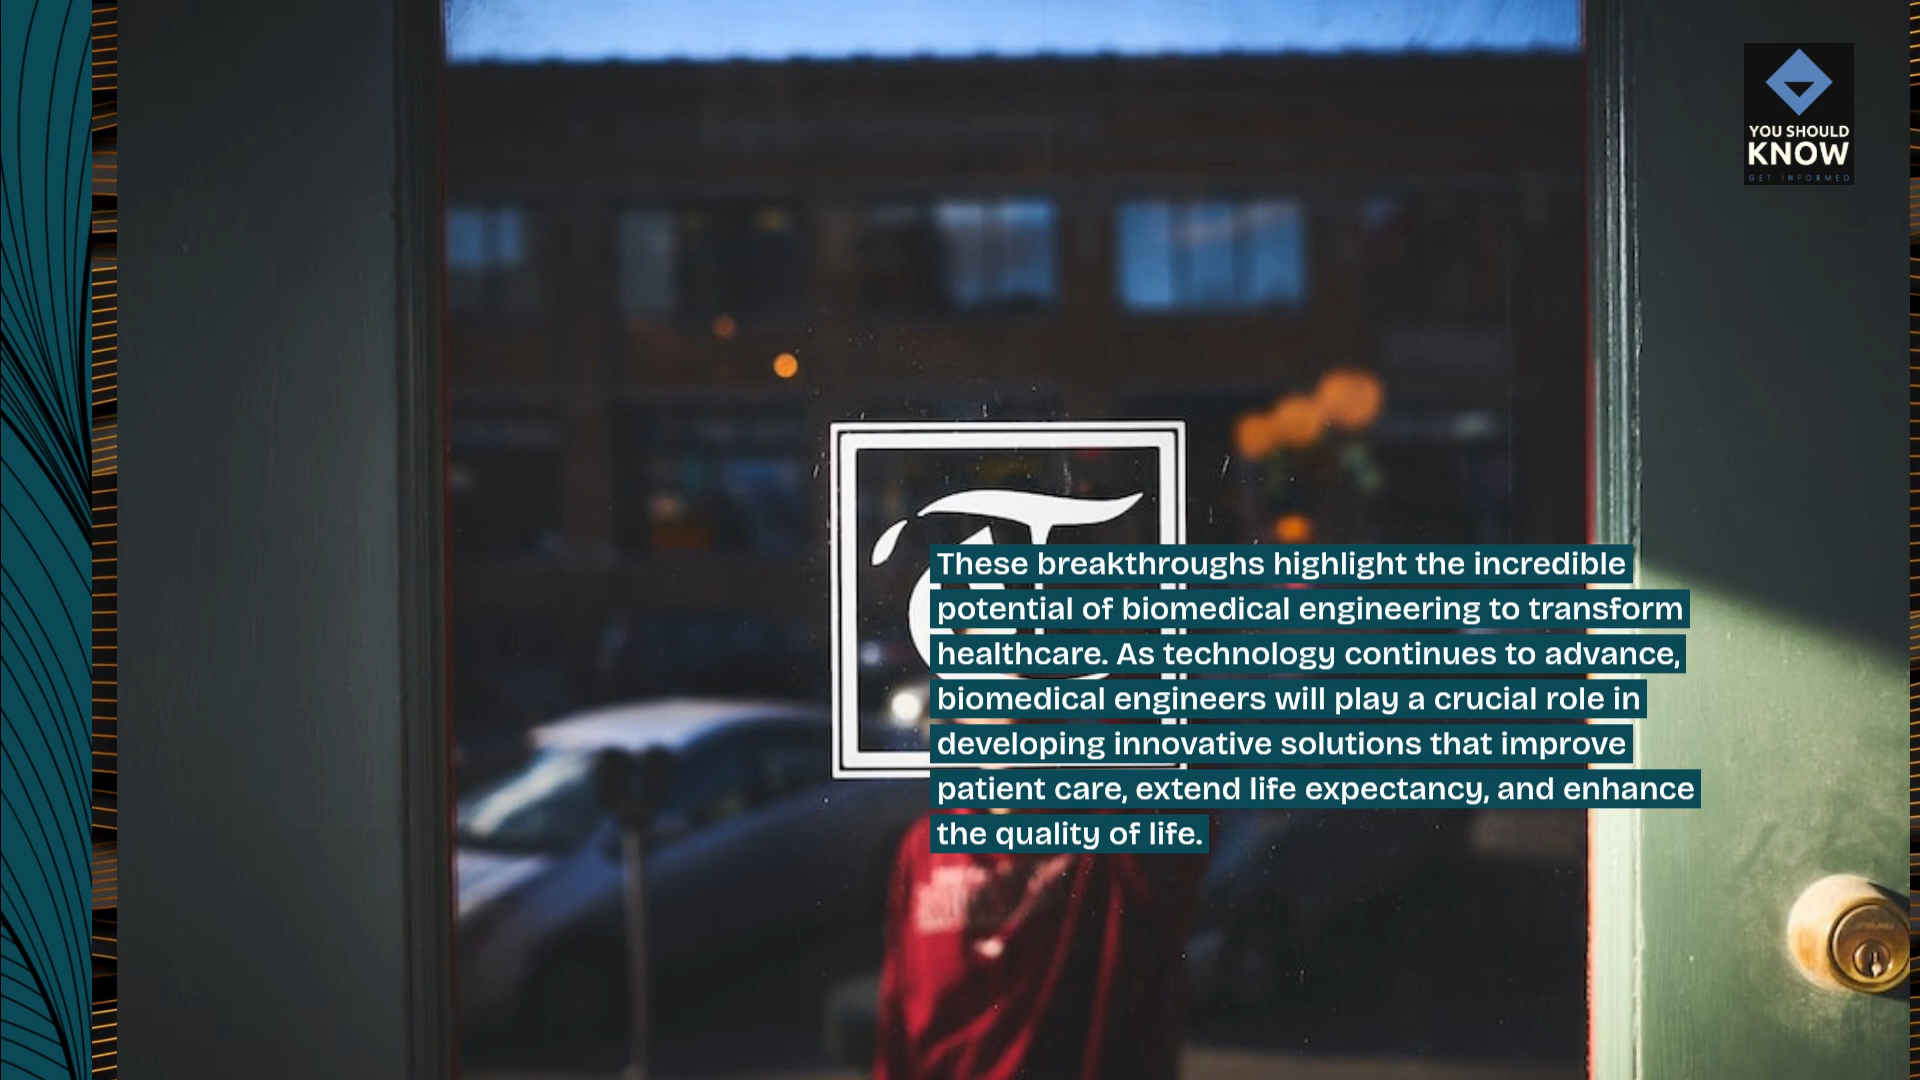 YOU SHOULD
KNOW
GET INFORMED
T
These breakthroughs highlight the incredible
potential of biomedical engineering to transform
healthcare. As technology continues to advance,
biomedical engineers will play a crucial role in
developing innovative solutions that improve
patient care, extend life expectancy, and enhance
the quality of life.